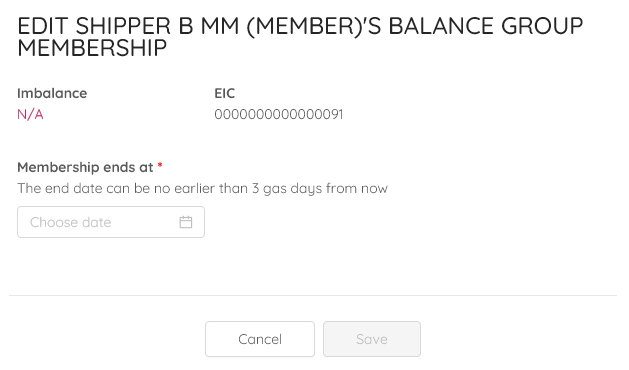 EDIT SHIPPER B MM (MEMBER)'S BALANCE GROUP
MEMBERSHIP
Imbalance
EIC
N/A
0000000000000091
Membership ends at *
The end date can be no earlier than 3 gas days from now
Choose date
Cancel
Save